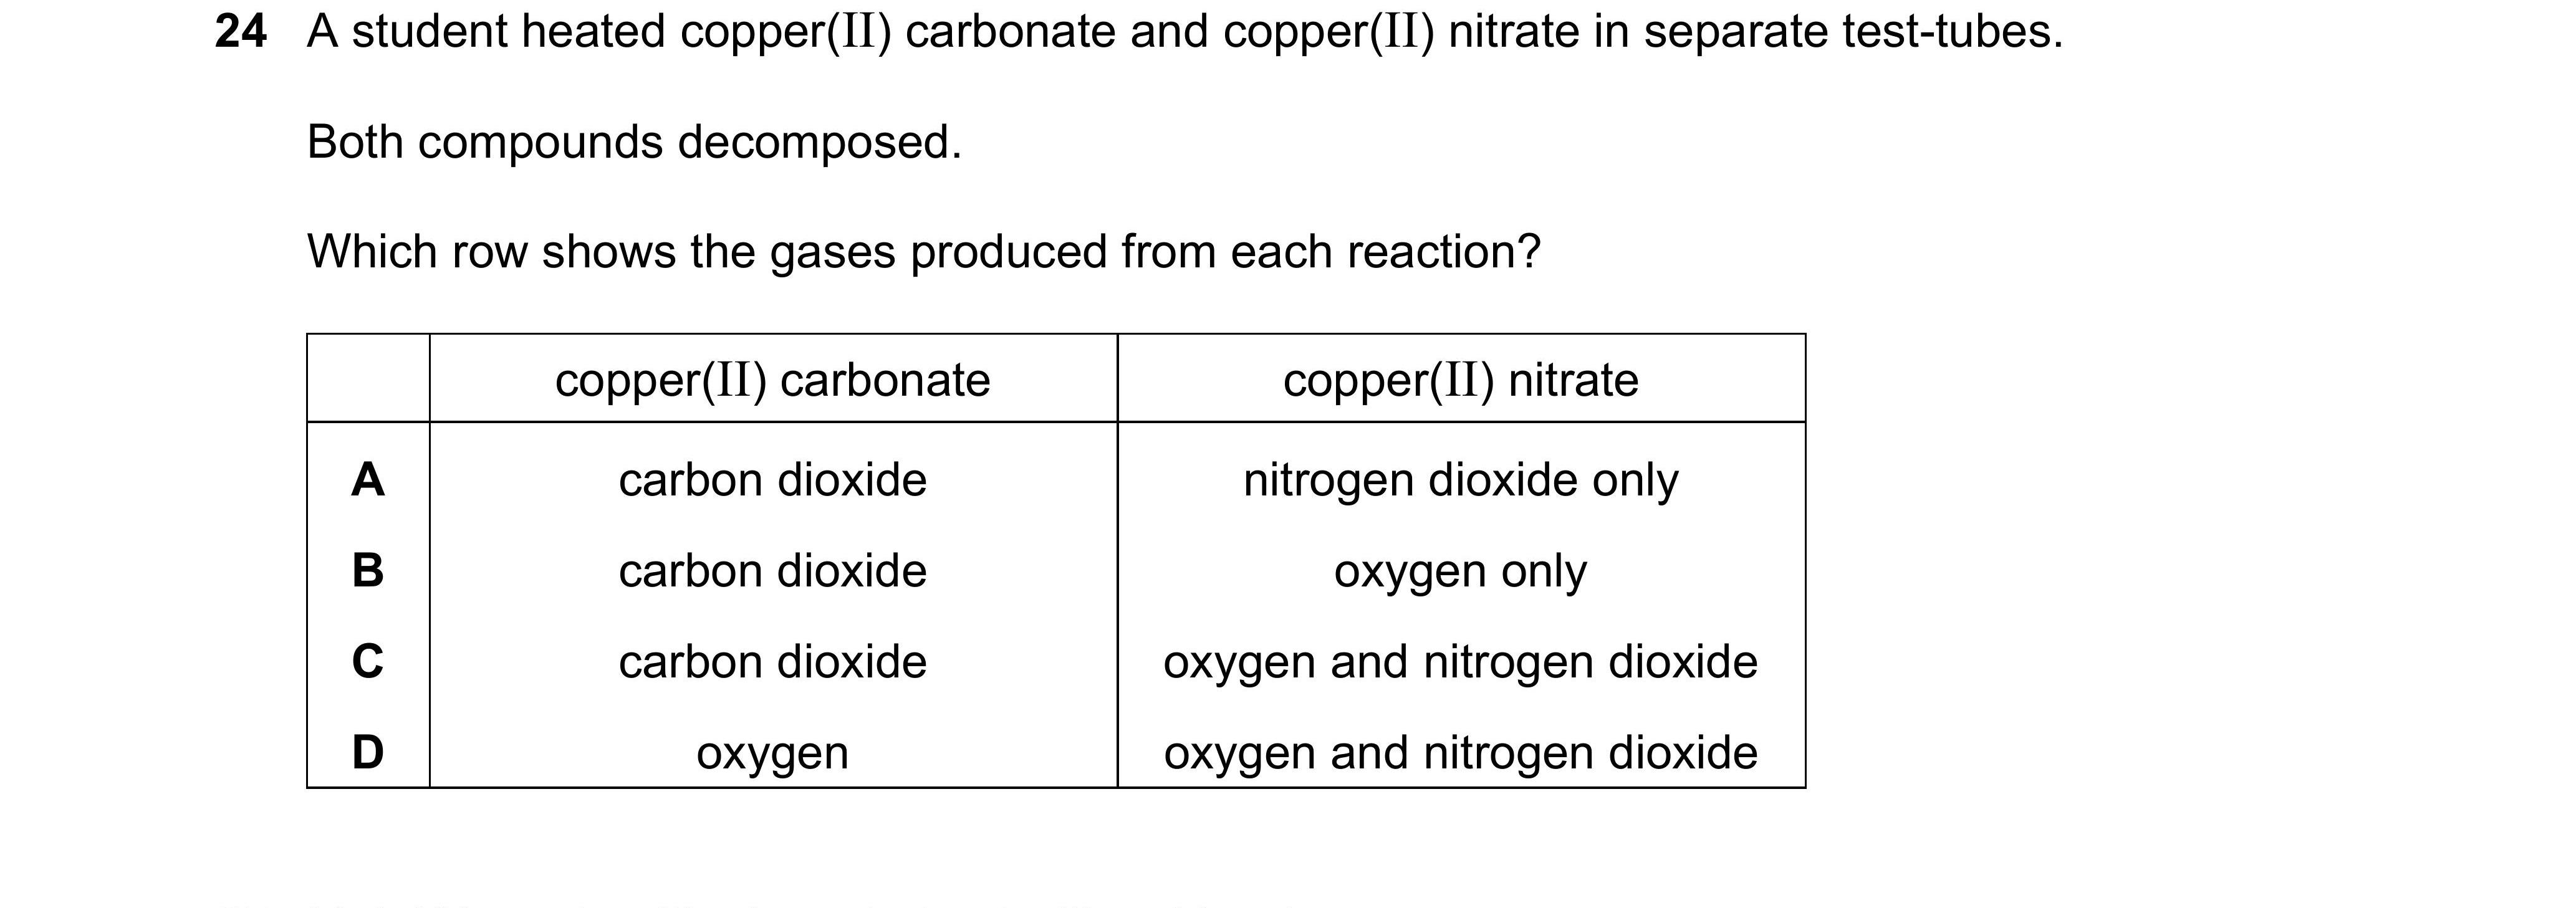 24 A student heated copper(II) carbonate and copper(II) nitrate in separate test-tubes.
Both compounds decomposed.
Which row shows the gases produced from each reaction?
copper(II) carbonate copper(II) nitrate
A carbon dioxide nitrogen dioxide only
B carbon dioxide oxygen only
C carbon dioxide oxygen and nitrogen dioxide
D oxygen oxygen and nitrogen dioxide